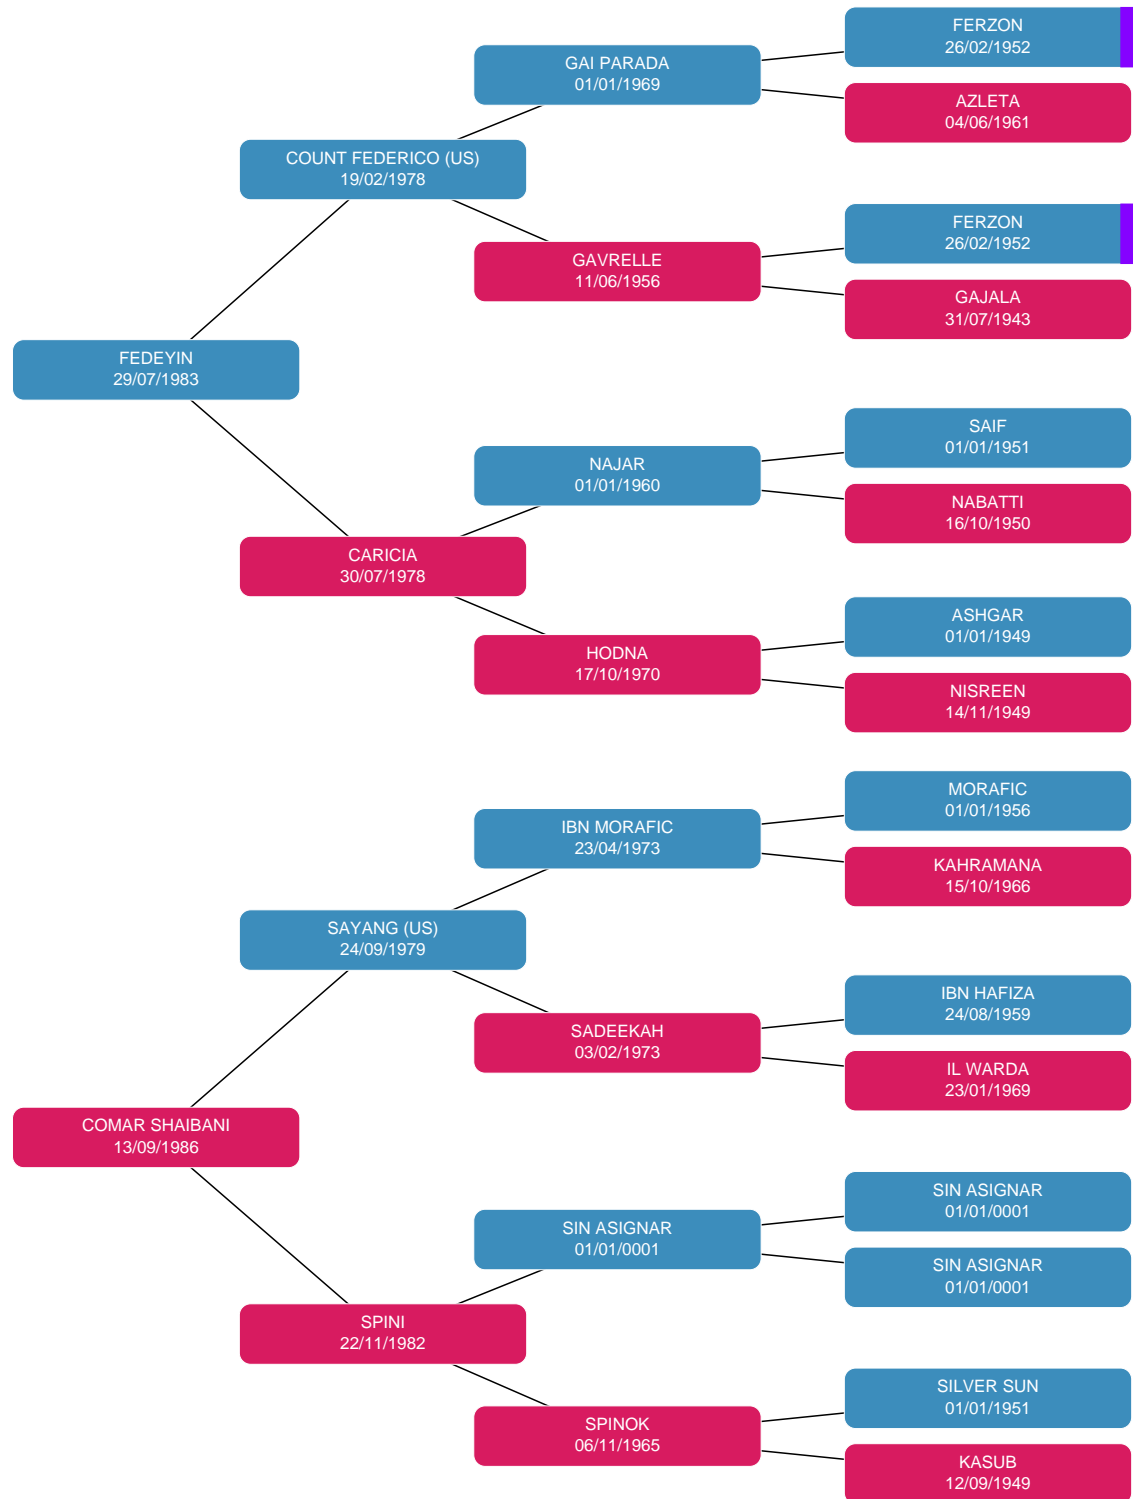 FERZON
26/02/1952
GAI PARADA
01/01/1969
AZLETA
04/06/1961
COUNT FEDERICO (US)
19/02/1978
FERZON
26/02/1952
GAVRELLE
11/06/1956
GAJALA
31/07/1943
FEDEYIN
29/07/1983
SAIF
01/01/1951
NAJAR
01/01/1960
NABATTI
16/10/1950
CARICIA
30/07/1978
ASHGAR
01/01/1949
HODNA
17/10/1970
NISREEN
14/11/1949
MORAFIC
01/01/1956
IBN MORAFIC
23/04/1973
KAHRAMANA
15/10/1966
SAYANG (US)
24/09/1979
IBN HAFIZA
24/08/1959
SADEEKAH
03/02/1973
IL WARDA
23/01/1969
COMAR SHAIBANI
13/09/1986
SIN ASIGNAR
01/01/0001
SIN ASIGNAR
01/01/0001
SIN ASIGNAR
01/01/0001
SPINI
22/11/1982
SILVER SUN
01/01/1951
SPINOK
06/11/1965
KASUB
12/09/1949